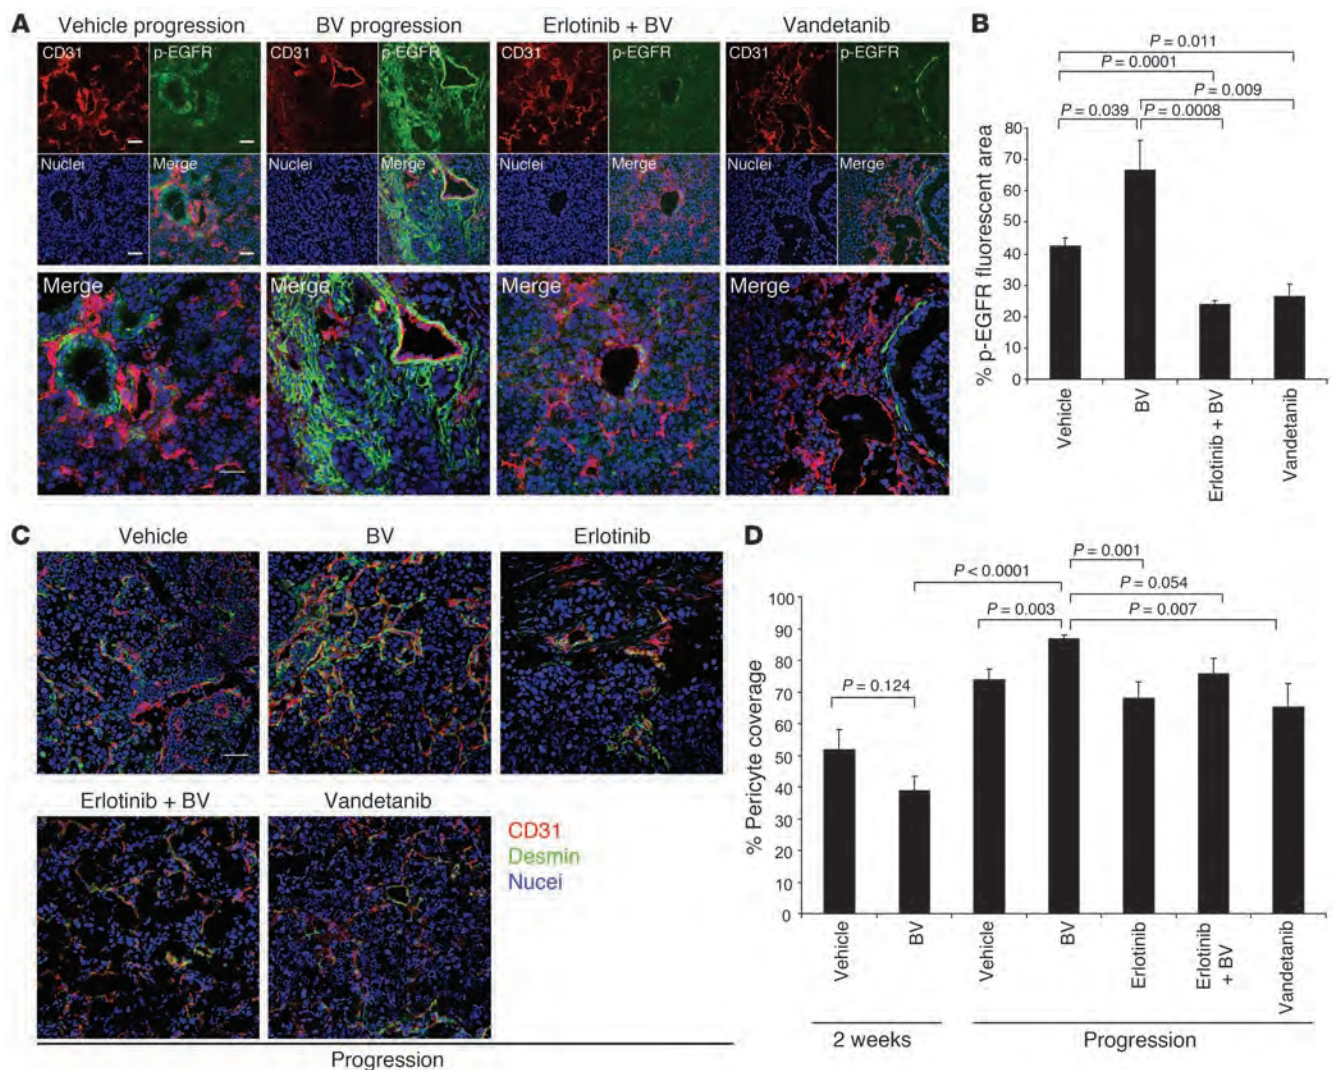 A
Vehicle progression
BV progression
Erlotinib + BV
Vandetanib
CD31
p-EGFR
CD31
p-EGFR
CD31
p-EGFR
CD31
p-EGFR
Nuclei
Merge
Nuclei
Merge
Nuclei
Merge
Nuclei
Merge
Merge
Merge
Merge
Merge
B
P = 0.011
P = 0.0001
P = 0.009
P = 0.039
P = 0.0008
% p-EGFR fluorescent area
80
70
60
50
40
30
20
10
0
Vehicle
BV
Erlotinib + BV
Vandetanib
C
Vehicle
BV
Erlotinib
Erlotinib + BV
Vandetanib
CD31
Desmin
Nucei
Progression
D
P = 0.001
P < 0.0001
P = 0.054
P = 0.003
P = 0.007
P = 0.124
% Pericyte coverage
100
90
80
70
60
50
40
30
20
10
0
Vehicle
BV
Vehicle
BV
Erlotinib
Erlotinib
+ BV
Vandetanib
2 weeks
Progression